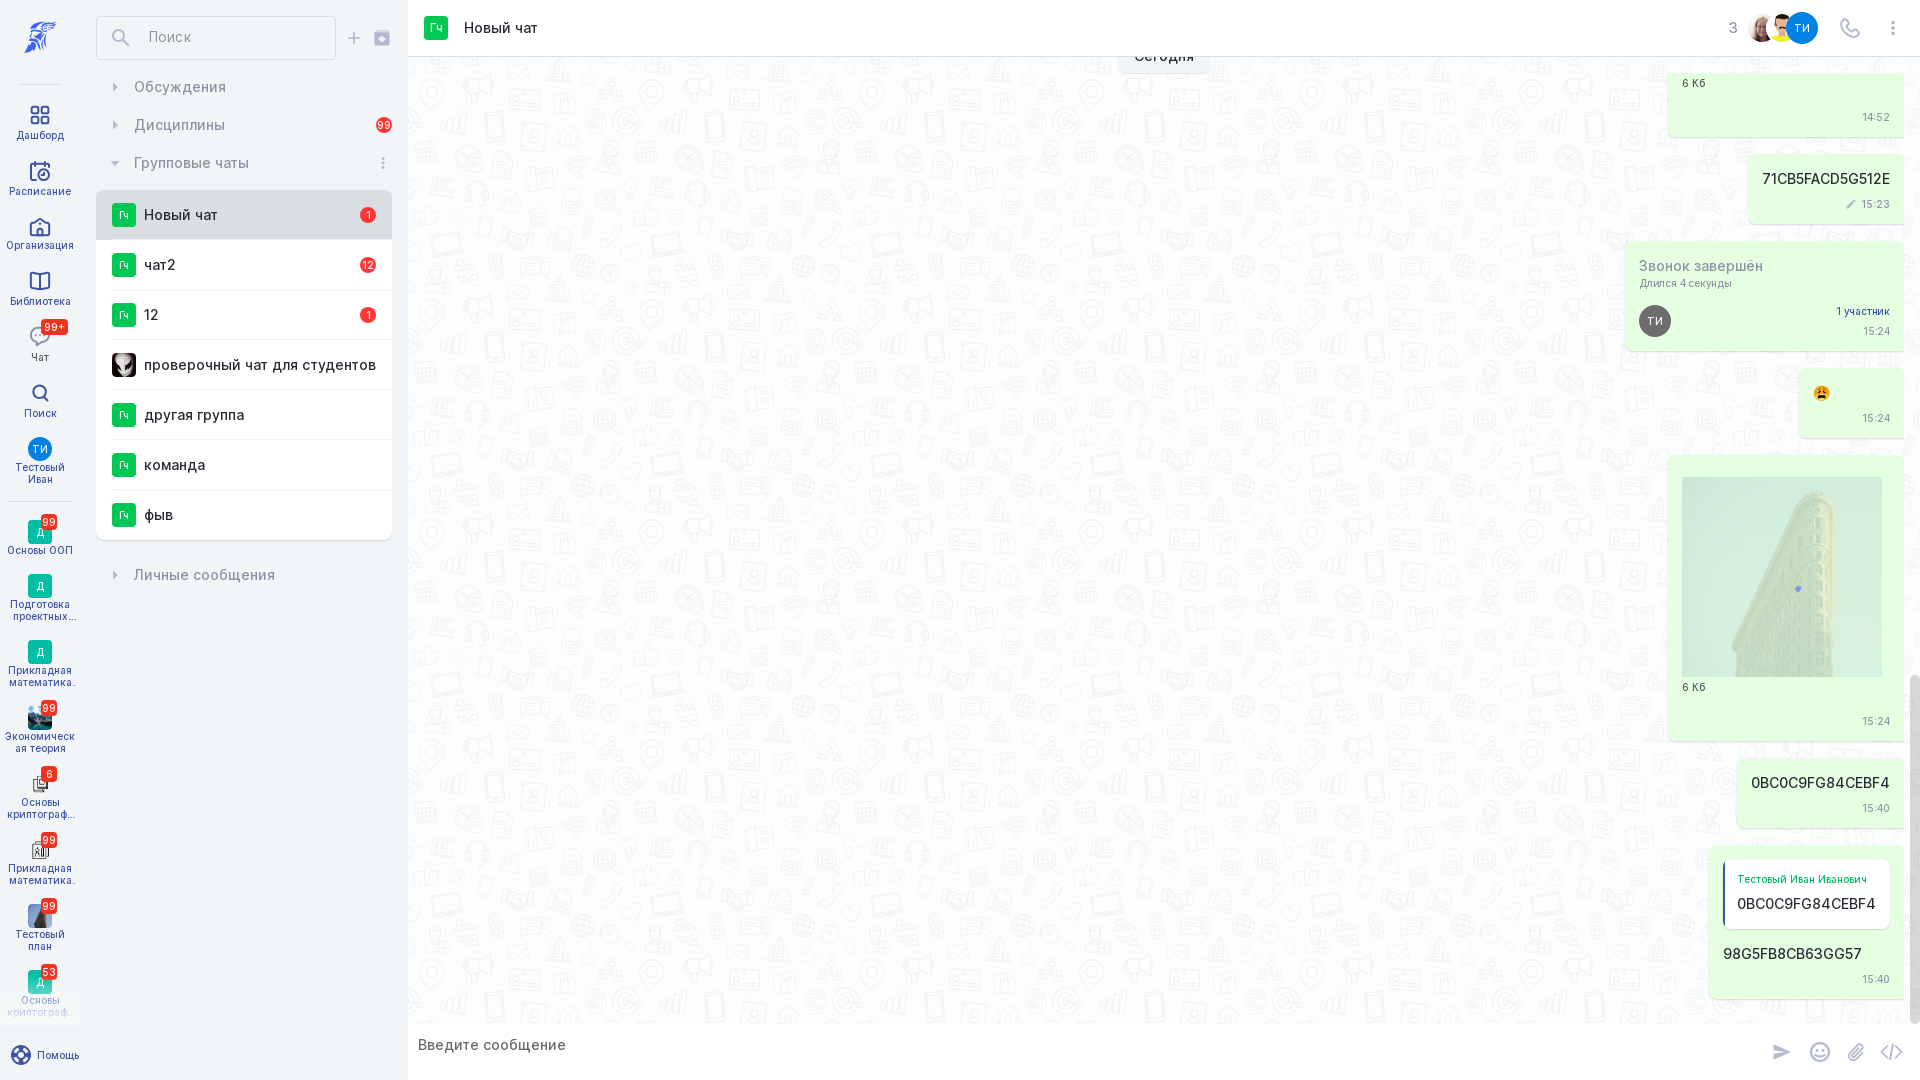 Дашборд
Расписание
Организация
Библиотека
99+
Чат
Поиск
ТИ
Тестовый
Иван
99
Д
Основы ООП
Д
Подготовка
проектных...
Д
Прикладная
математика.
99
Экономическ
ая теория
6
Основы
криптограф...
99
Прикладная
математика.
99
Тестовый
план
53
Д
Основы
криптограф...
Помощь
Поиск
Обсуждения
Дисциплины 99
Групповые чаты
Гч Новый чат 1
Гч чат2 12
Гч 12 1
проверочный чат для студентов
Гч другая группа
Гч команда
Гч фыв
Личные сообщения
Гч Новый чат
3 ТИ
Сегодня
6 Кб
14:52
71CB5FACD5G512E
15:23
Звонок завершён
Длился 4 секунды
ТИ
1 участник
15:24
15:24
6 Кб
15:24
0BC0C9FG84CEBF4
15:40
Тестовый Иван Иванович
0BC0C9FG84CEBF4
98G5FB8CB63GG57
15:40
Введите сообщение